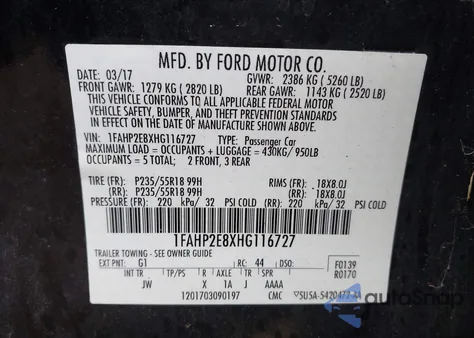 MFD. BY FORD MOTOR CO.
DATE: 03/17 GVWR: 2386 KG ( 5260 LB)
FRONT GAWR: 1279 KG ( 2820 LB) REAR GAWR: 1143 KG ( 2520 LB)
THIS VEHICLE CONFORMS TO ALL APPLICABLE FEDERAL MOTOR
VEHICLE SAFETY, BUMPER, AND THEFT PREVENTION STANDARDS
IN EFFECT ON THE DATE OF MANUFACTURE SHOWN ABOVE.
VIN: 1FAHP2E8XHG116727 TYPE: Passenger Car
MAXIMUM LOAD = OCCUPANTS + LUGGAGE = 430KG/ 950LB
OCCUPANTS = 5 TOTAL; 2 FRONT, 3 REAR
TIRE (FR): P235/55R18 99H RIMS (FR): 18X8.0J
(RR): P235/55R18 99H (RR): 18X8.0J
PRESSURE (FR): 220 kPa/ 32 PSI COLD (RR): 220 kPa/ 32 PSI COLD
1FAHP2E8XHG116727
TRAILER TOWING - SEE OWNER GUIDE
EXT PNT: G1 RC: 44 DSO: F0139
R0170
INT TR TP/PS R AXLE TR SPR
JW X 1A J AAAA
1201703090197 CMC
autosnap